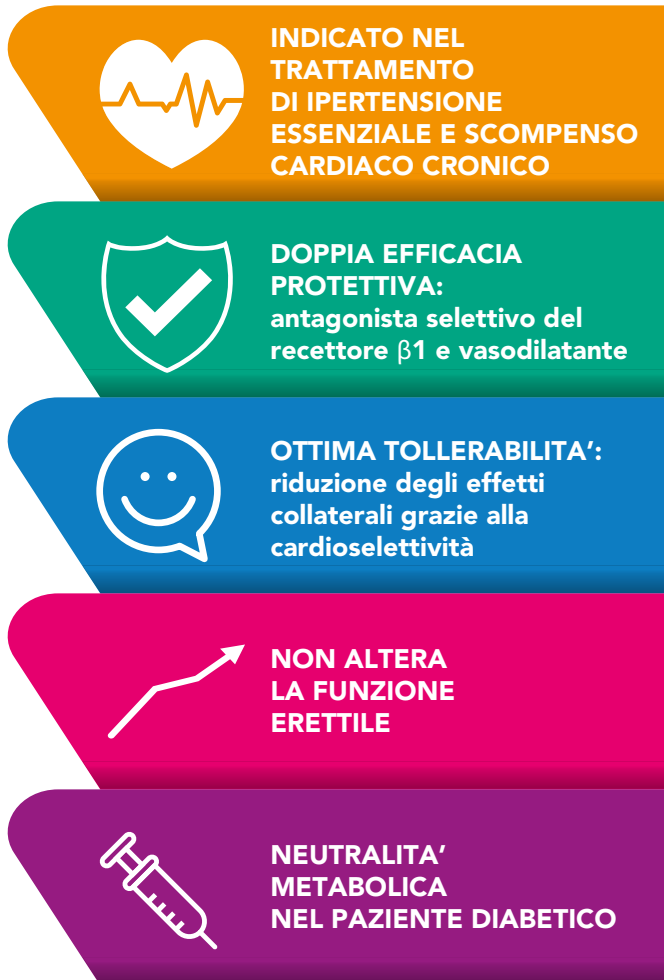 INDICATO NEL
TRATTAMENTO
DI IPERTENSIONE
ESSENZIALE E SCOMPENSO
CARDIACO CRONICO
DOPPIA EFFICACIA
PROTETTIVA:
antagonista selettivo del
recettore β1 e vasodilatante
OTTIMA TOLLERABILITA’:
riduzione degli effetti
collaterali grazie alla
cardioselettività
NON ALTERA
LA FUNZIONE
ERETTILE
NEUTRALITA’
METABOLICA
NEL PAZIENTE DIABETICO